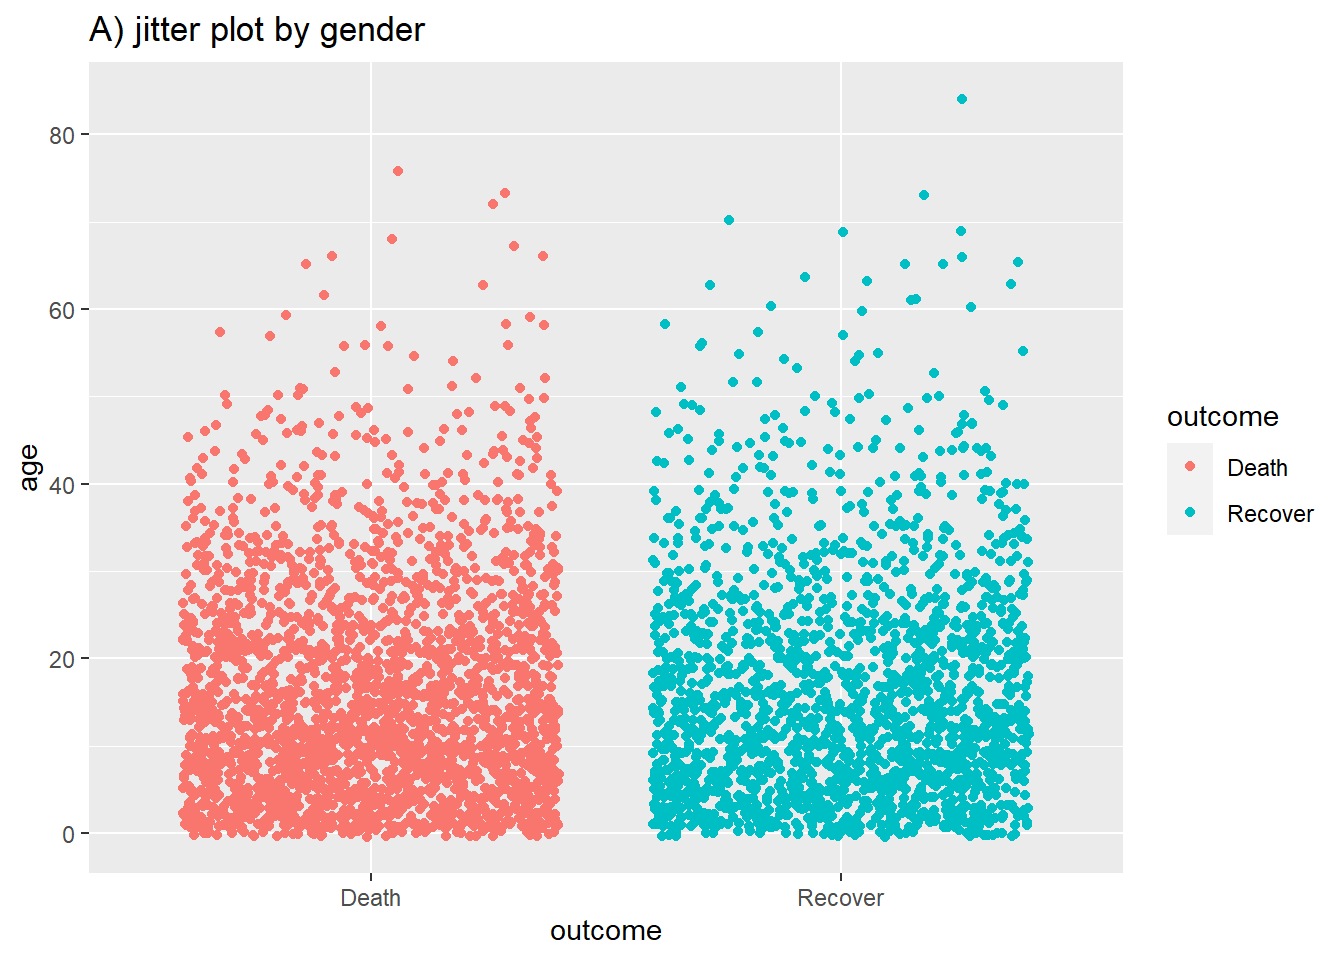 A) jitter plot by gender
80
60
40
20
0
age
Death
Recover
outcome
outcome
Death
Recover